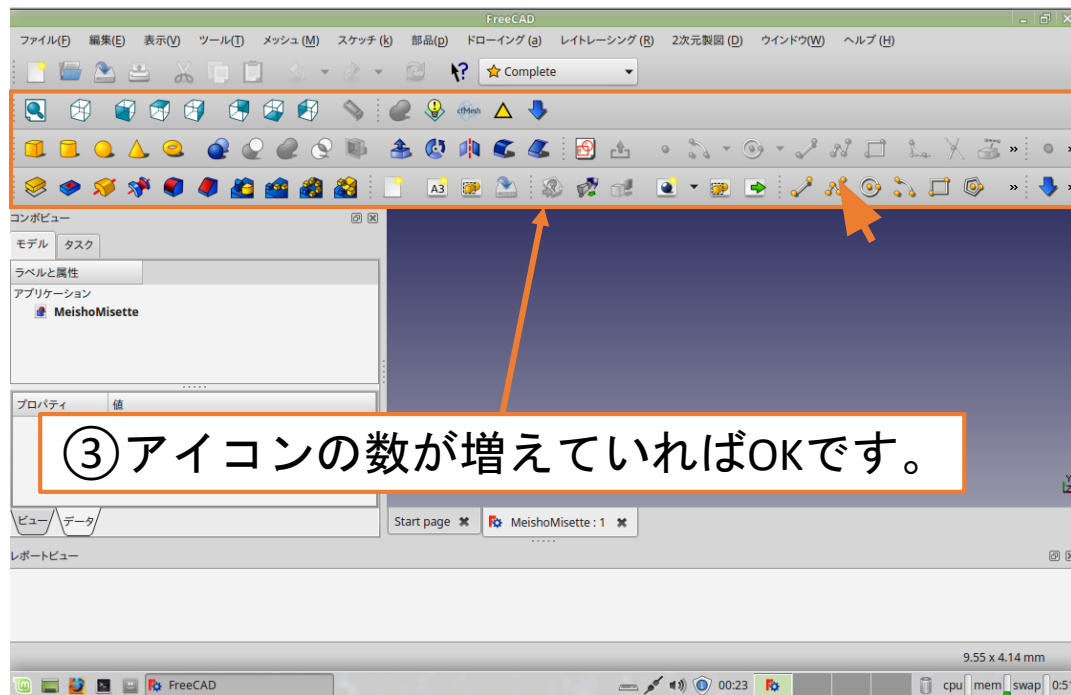 FreeCAD
ファイル(F) 編集(E) 表示(V) ツール(T) メッシュ(M) スケッチ(k) 部品(p) ドローイング(a) レイトレーシング(R) 2次元製図(D) ウインドウ(W) ヘルプ(H)
Complete
cfMesh
A3
コンボビュー
モデル タスク
ラベルと属性
アプリケーション
MeishoMisette
プロパティ 値
③アイコンの数が増えていればOKです。
ビュー データ
Start page MeishoMisette : 1
レポートビュー
9.55 x 4.14 mm
FreeCAD 00:23 cpu mem swap